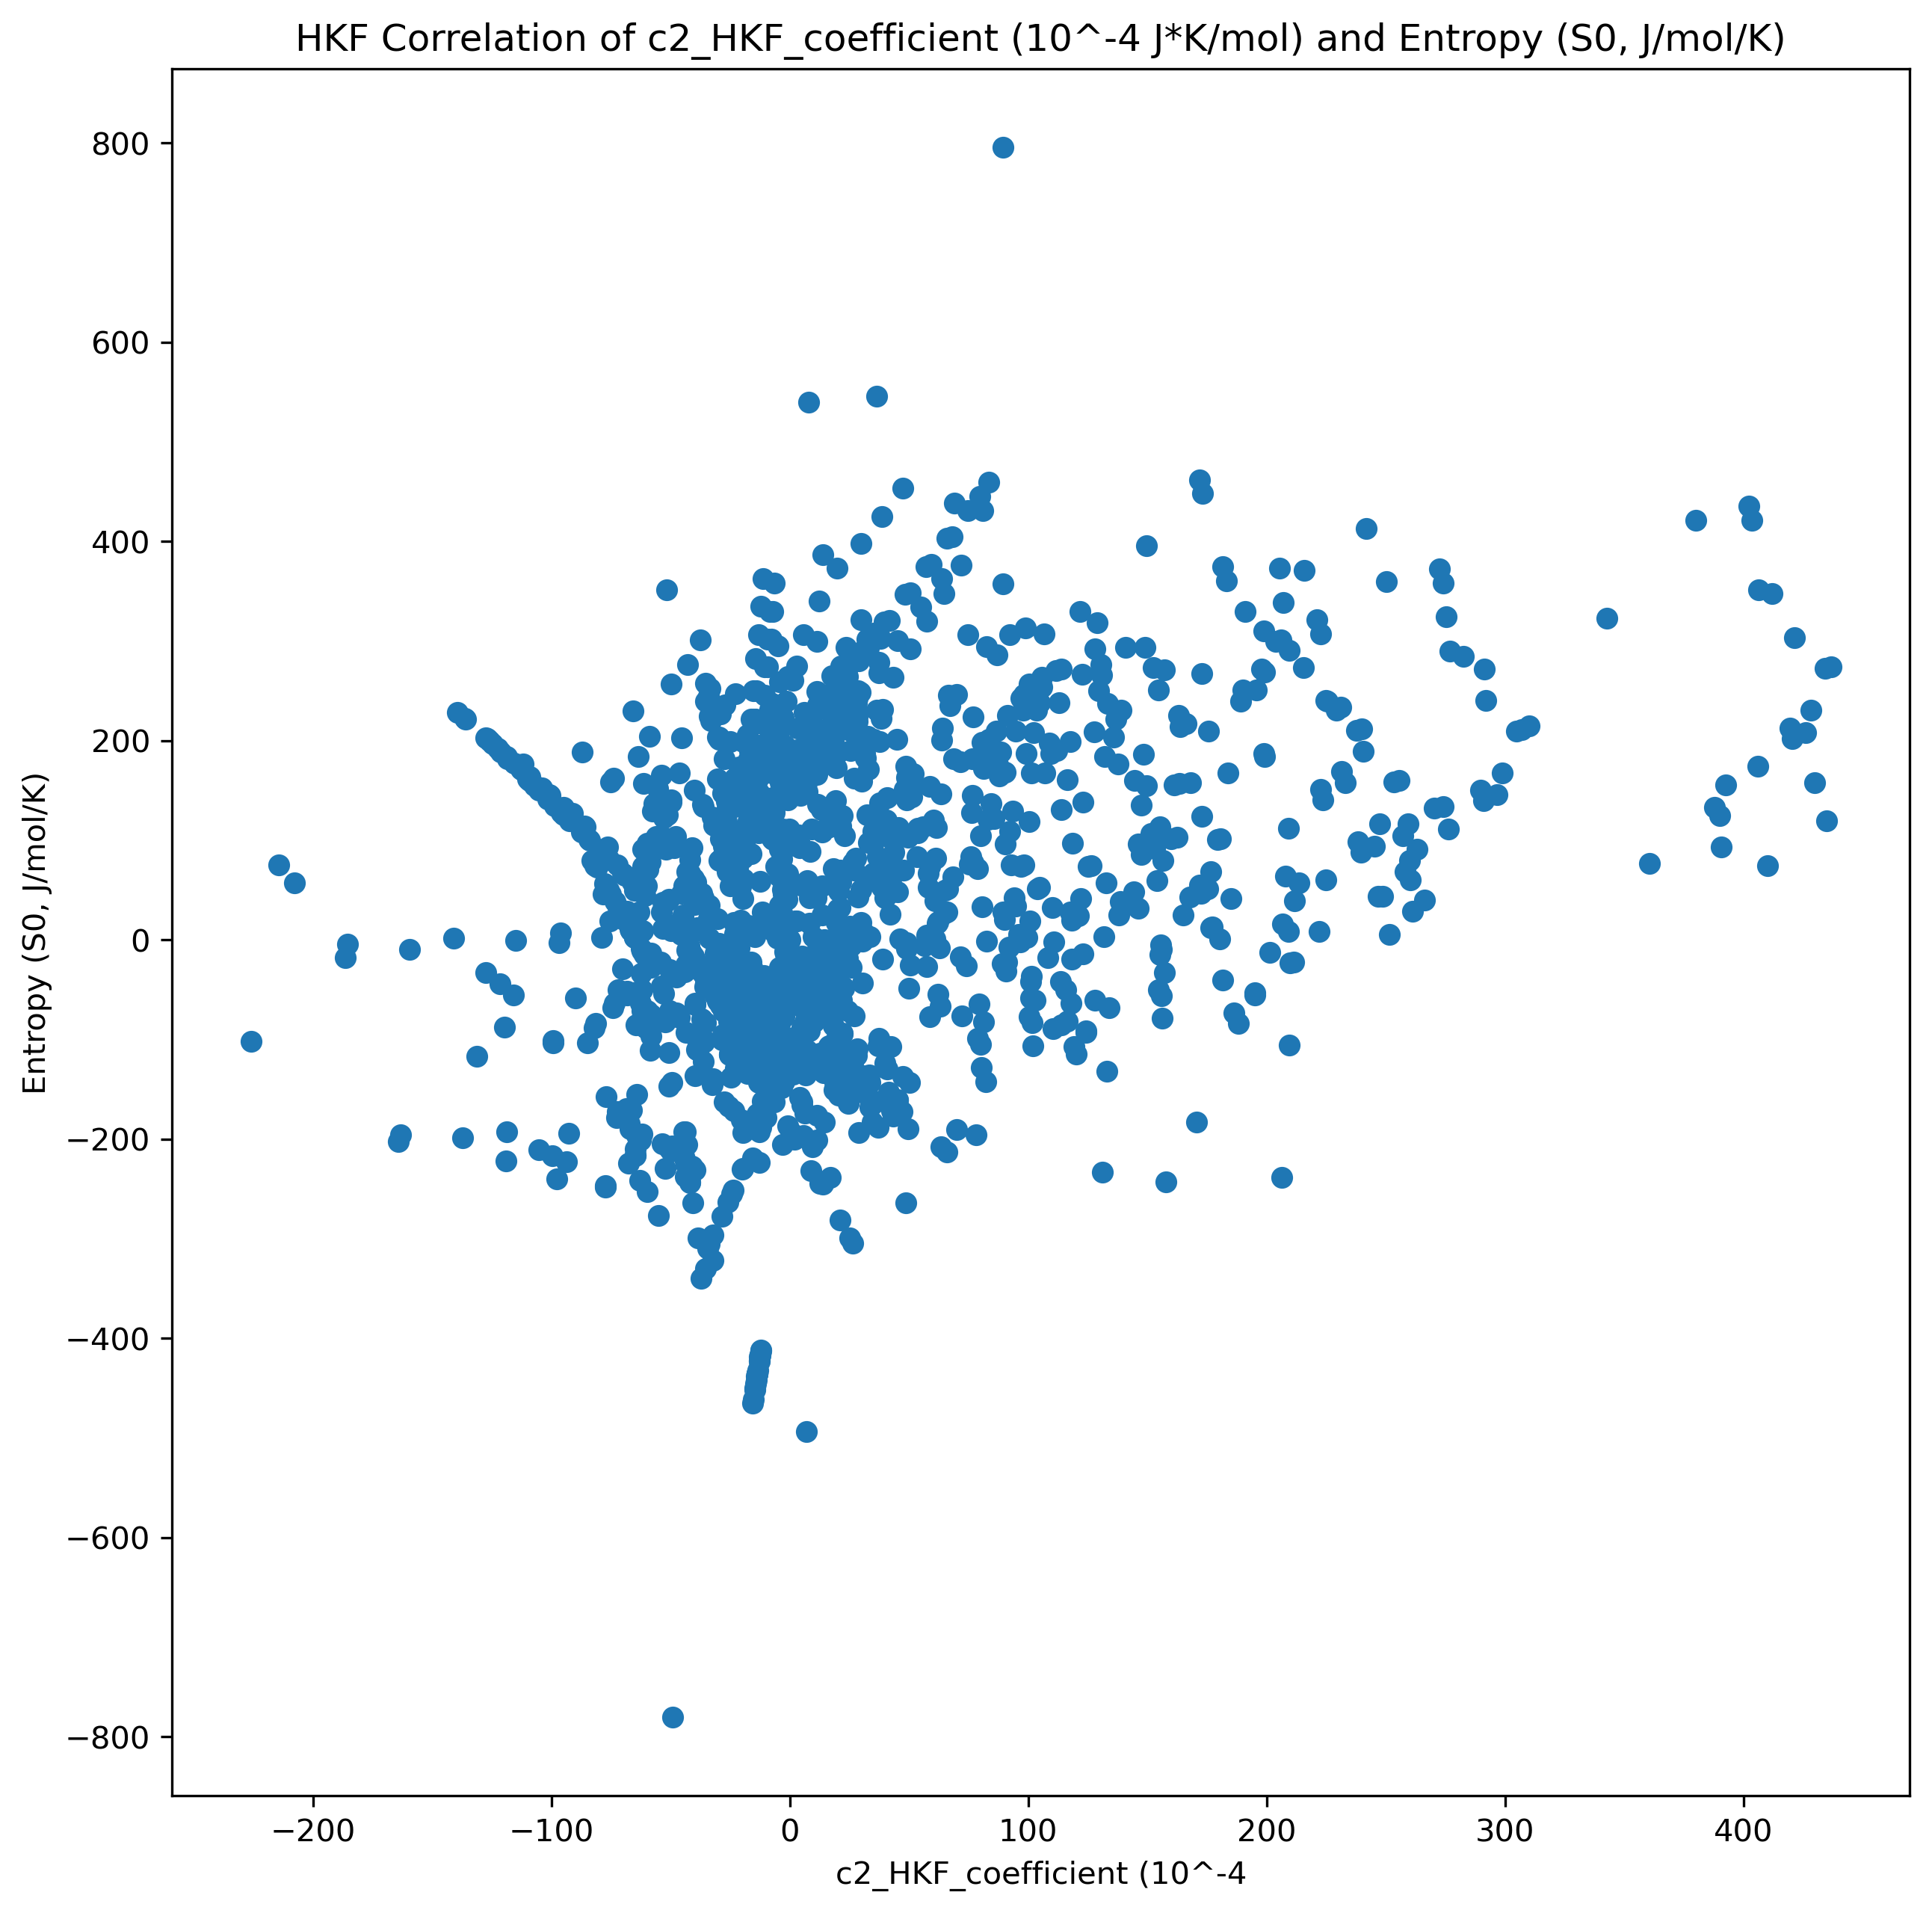 HKF Correlation of c2_HKF_coefficient (10^-4 J*K/mol) and Entropy (S0, J/mol/K)
Entropy (S0, J/mol/K)
800
600
400
200
0
−200
−400
−600
−800
−200 −100 0 100 200 300 400
c2_HKF_coefficient (10^-4